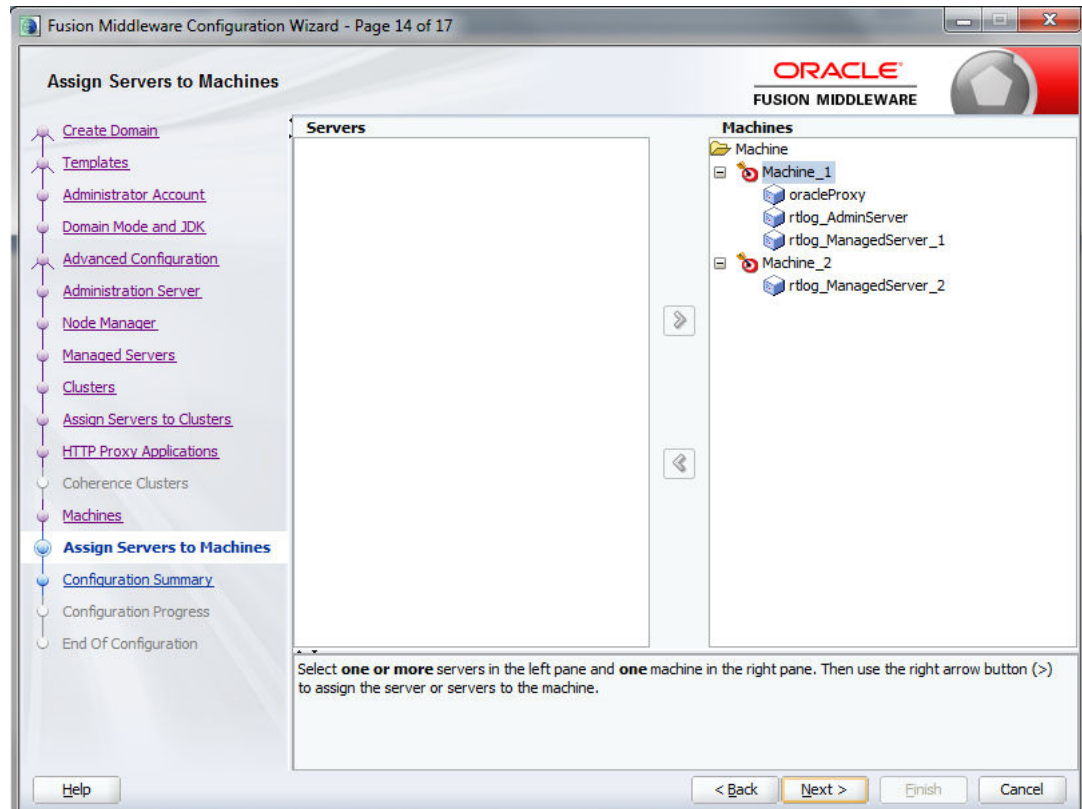 Fusion Middleware Configuration Wizard - Page 14 of 17
Assign Servers to Machines
ORACLE
FUSION MIDDLEWARE
Create Domain
Templates
Administrator Account
Domain Mode and JDK
Advanced Configuration
Administration Server
Node Manager
Managed Servers
Clusters
Assign Servers to Clusters
HTTP Proxy Applications
Coherence Clusters
Machines
Assign Servers to Machines
Configuration Summary
Configuration Progress
End Of Configuration
Servers
Machines
Machine
Machine_1
oracleProxy
rtlog_AdminServer
rtlog_ManagedServer_1
Machine_2
rtlog_ManagedServer_2
Select one or more servers in the left pane and one machine in the right pane. Then use the right arrow button (>)
to assign the server or servers to the machine.
Help
< Back
Next >
Finish
Cancel